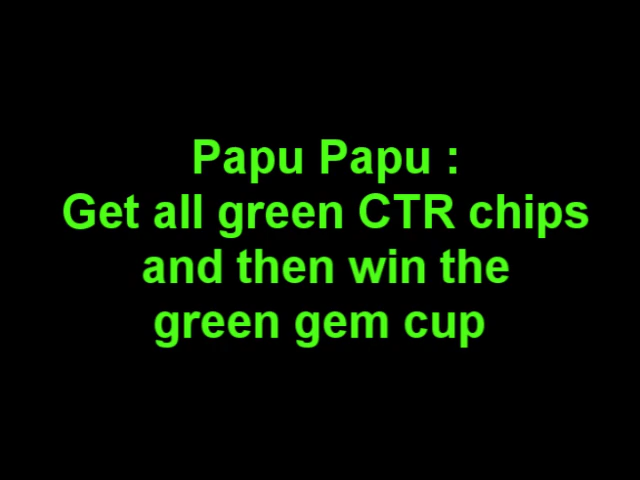 Papu Papu :
Get all green CTR chips
and then win the
green gem cup